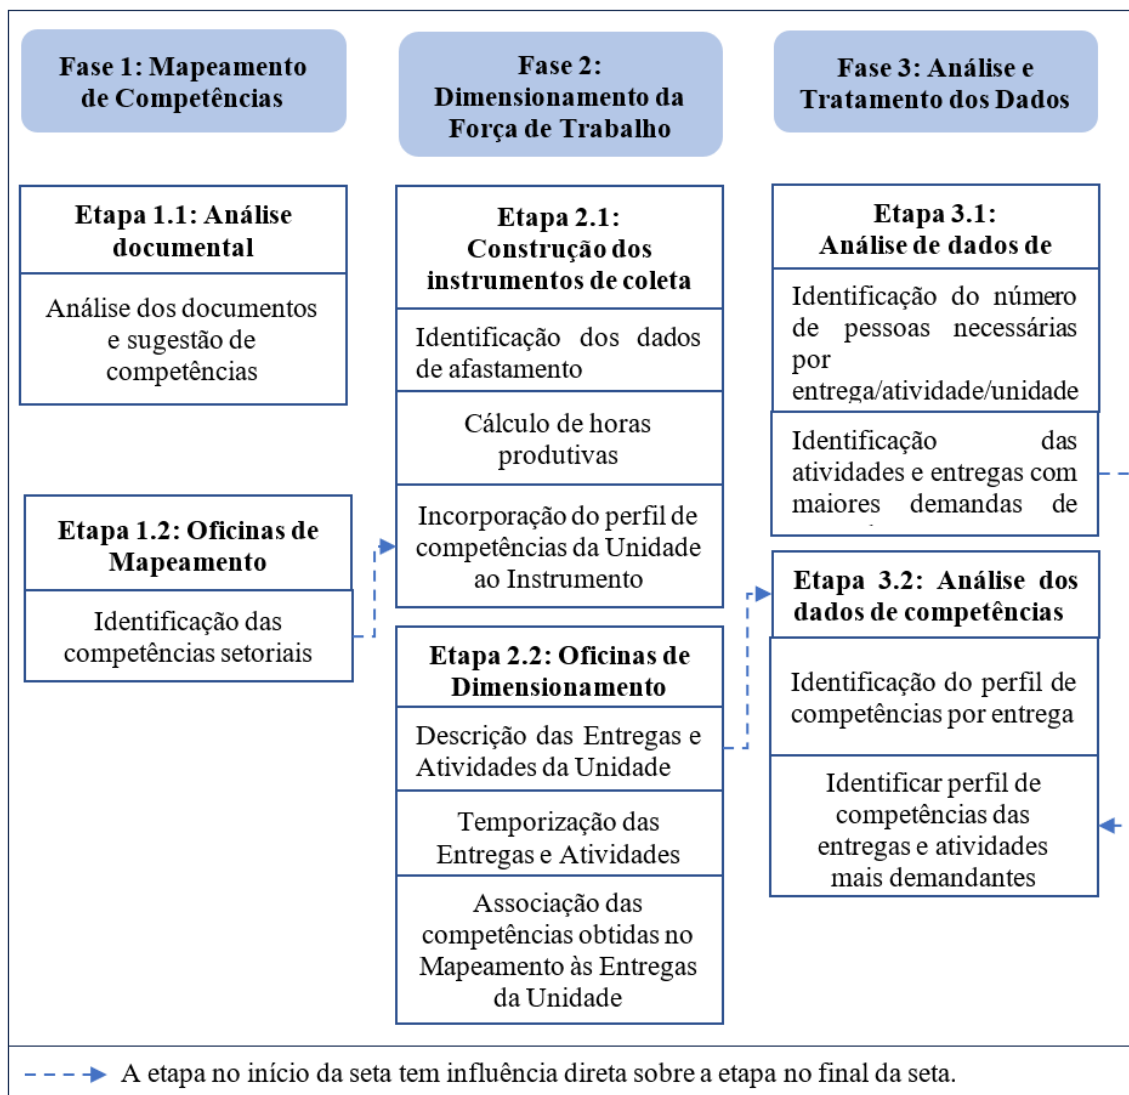 Fase 1: Mapeamento
de Competências
Fase 2:
Dimensionamento da
Força de Trabalho
Fase 3: Análise e
Tratamento dos Dados
Etapa 1.1: Análise
documental
Análise dos documentos
e sugestão de
competências
Etapa 1.2: Oficinas de
Mapeamento
Identificação das
competências setoriais
Etapa 2.1:
Construção dos
instrumentos de coleta
Identificação dos dados
de afastamento
Cálculo de horas
produtivas
Incorporação do perfil de
competências da Unidade
ao Instrumento
Etapa 2.2: Oficinas de
Dimensionamento
Descrição das Entregas e
Atividades da Unidade
Temporização das
Entregas e Atividades
Associação das
competências obtidas no
Mapeamento às Entregas
da Unidade
Etapa 3.1:
Análise de dados de
Identificação do número
de pessoas necessárias
por
entrega/atividade/unidade
Identificação das
atividades e entregas com
maiores demandas de
Etapa 3.2: Análise dos
dados de competências
Identificação do perfil de
competências por entrega
Identificar perfil de
competências das
entregas e atividades
mais demandantes
A etapa no início da seta tem influência direta sobre a etapa no final da seta.